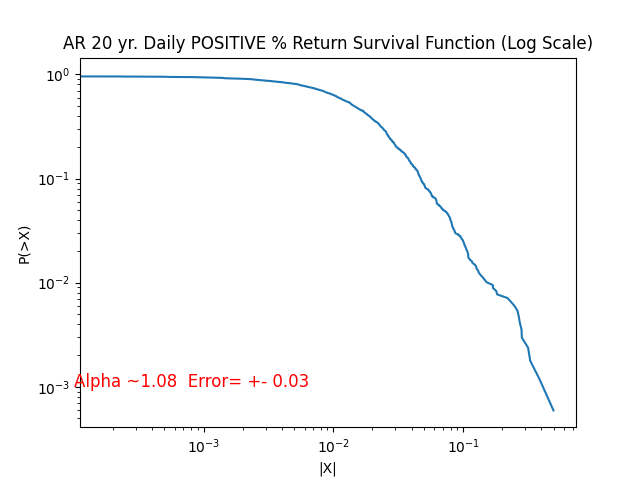 AR 20 yr. Daily POSITIVE % Return Survival Function (Log Scale)
10⁰
10⁻¹
10⁻²
10⁻³
P(>X)
Alpha ~1.08  Error= +- 0.03
10⁻³ 10⁻² 10⁻¹
|X|